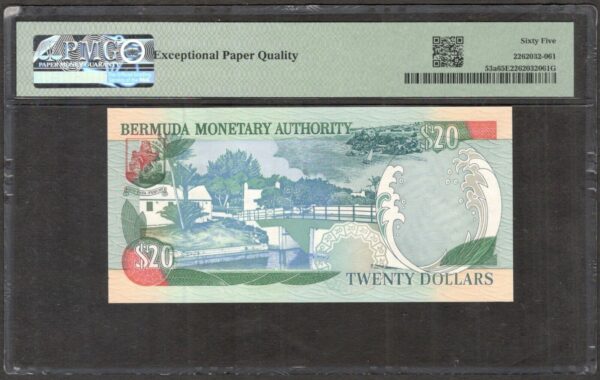 PMG
PAPER MONEY GUARANTY
Exceptional Paper Quality
Sixty Five
2262032-061
53a65E2262032061G
BERMUDA MONETARY AUTHORITY
$20
$20
TWENTY DOLLARS